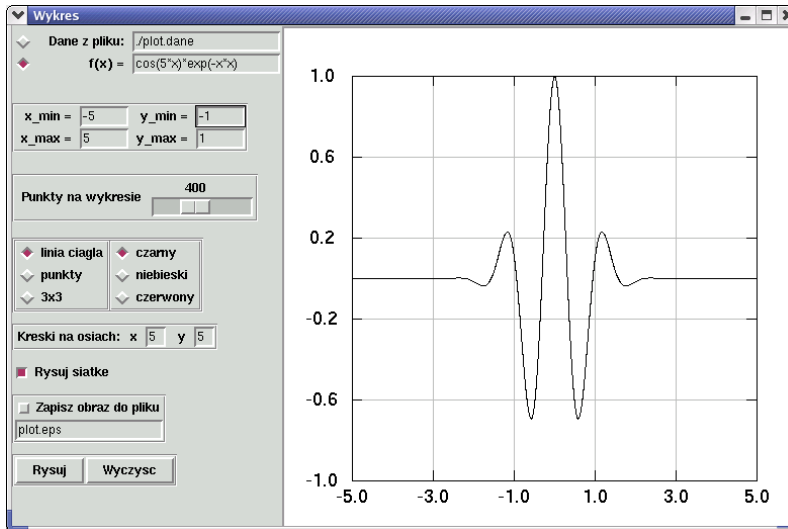 Wykres
Dane z pliku: ./plot.dane
f(x) = cos(5*x)*exp(-x*x)
x_min = -5 y_min = -1
x_max = 5 y_max = 1
400
Punkty na wykresie
linia ciagla czarny
punkty niebieski
3x3 czerwony
Kreski na osiach: x 5 y 5
Rysuj siatke
Zapisz obraz do pliku
plot.eps
Rysuj Wyczysc
1.0
0.6
0.2
-0.2
-0.6
-1.0
-5.0 -3.0 -1.0 1.0 3.0 5.0